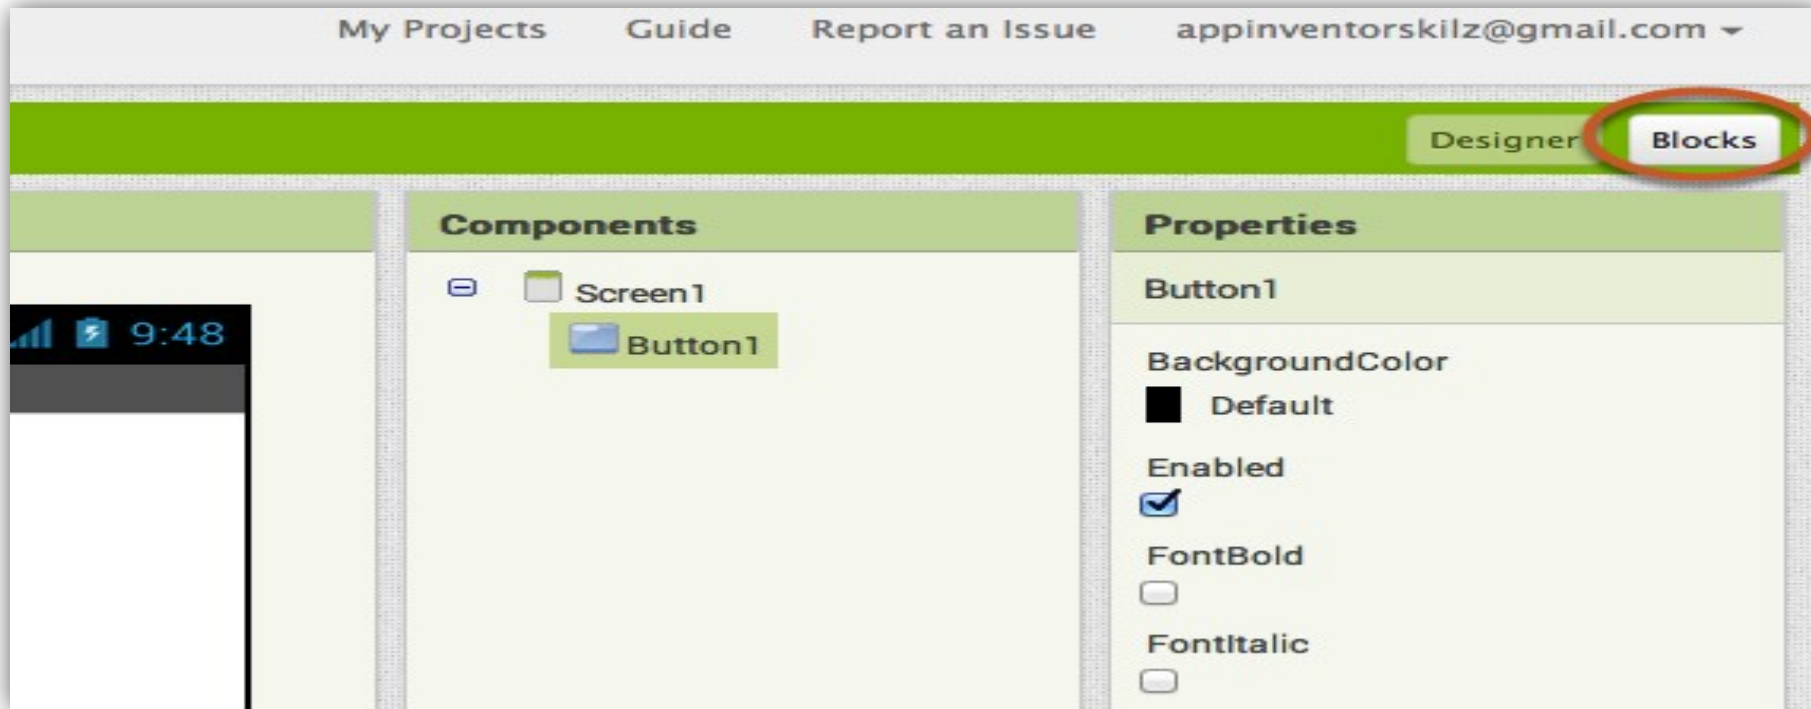 My Projects Guide Report an Issue appinventorskilz@gmail.com
Designer Blocks
Components
Screen1
Button1
9:48
Properties
Button1
BackgroundColor
Default
Enabled
FontBold
FontItalic